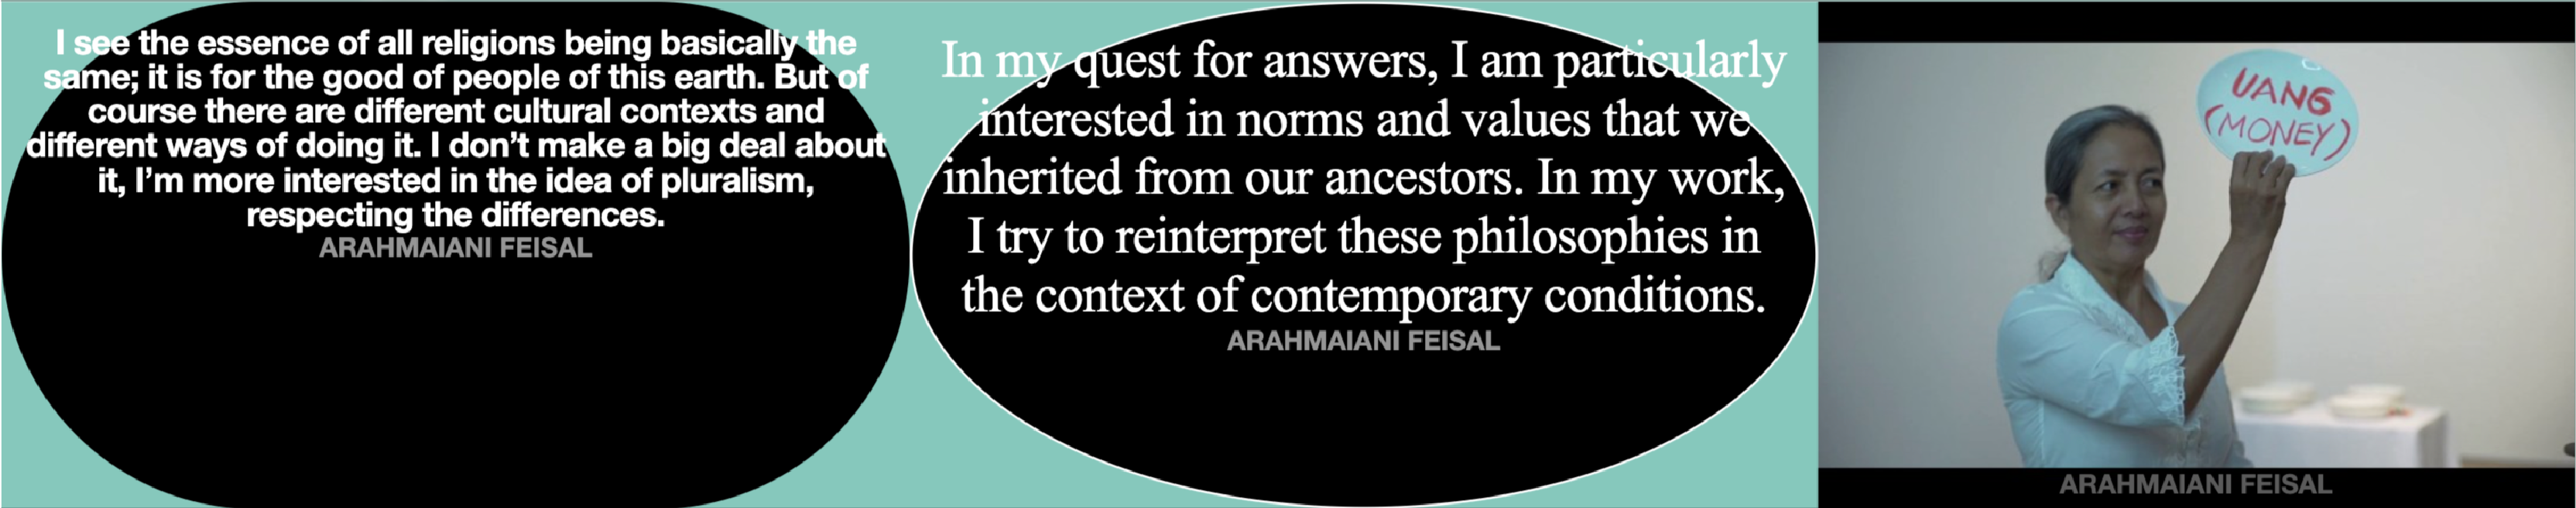 I see the essence of all religions being basically the
same; it is for the good of people of this earth. But of
course there are different cultural contexts and
different ways of doing it. I don't make a big deal about
it, I'm more interested in the idea of pluralism,
respecting the differences.
ARAHMAIANI FEISAL
In my quest for answers, I am particularly
interested in norms and values that we
inherited from our ancestors. In my work,
I try to reinterpret these philosophies in
the context of contemporary conditions.
ARAHMAIANI FEISAL
UANG
(MONEY)
ARAHMAIANI FEISAL